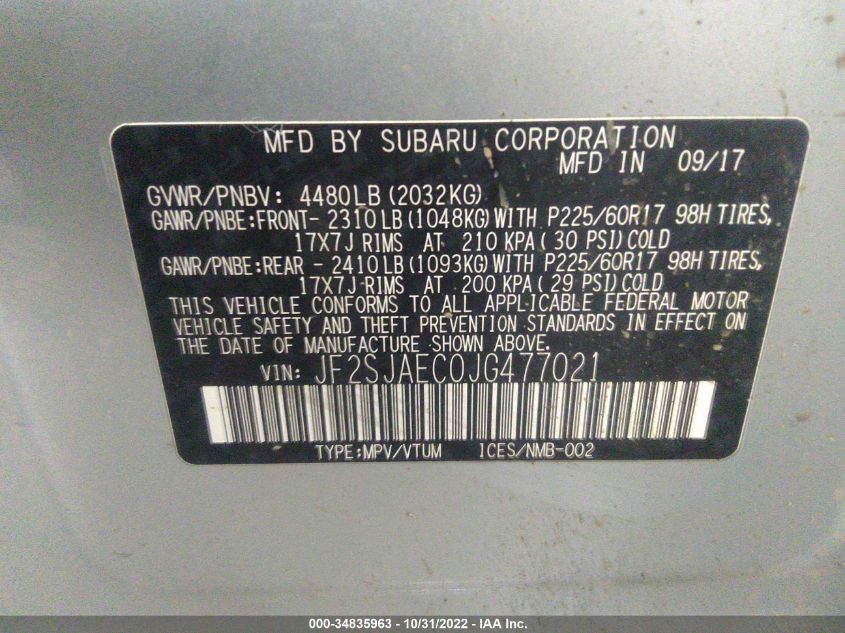 MFD BY SUBARU CORPORATION
MFD IN 09/17
GVWR/PNBV: 4480LB (2032KG)
GAWR/PNBE:FRONT- 2310LB (1048KG) WITH P225/60R17 98H TIRES,
17X7J RIMS AT 210 KPA ( 30 PSI) COLD
GAWR/PNBE:REAR - 2410LB (1093KG) WITH P225/60R17 98H TIRES,
17X7J RIMS AT 200 KPA ( 29 PSI) COLD
THIS VEHICLE CONFORMS TO ALL APPLICABLE FEDERAL MOTOR
VEHICLE SAFETY AND THEFT PREVENTION STANDARDS IN EFFECT ON
THE DATE OF MANUFACTURE SHOWN ABOVE.
VIN: JF2SJAEC0JG477021
TYPE:MPV/VTUM ICES/NMB-002
000-34835963 - 10/31/2022 - IAA Inc.